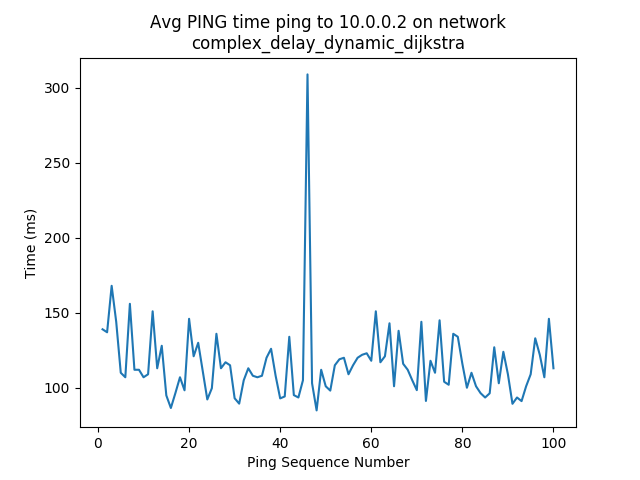 Avg PING time ping to 10.0.0.2 on network
complex_delay_dynamic_dijkstra
300
250
200
150
100
Time (ms)
0 20 40 60 80 100
Ping Sequence Number